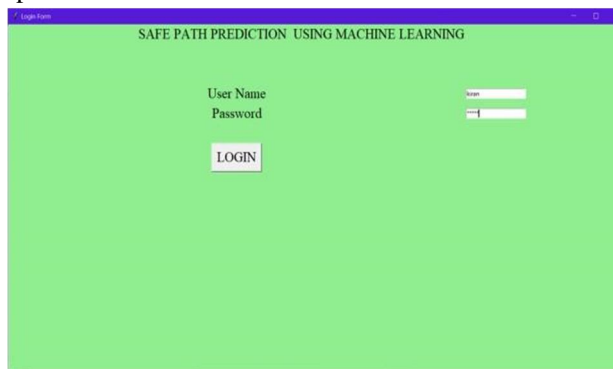 Login Form
SAFE PATH PREDICTION USING MACHINE LEARNING
User Name
Password
LOGIN